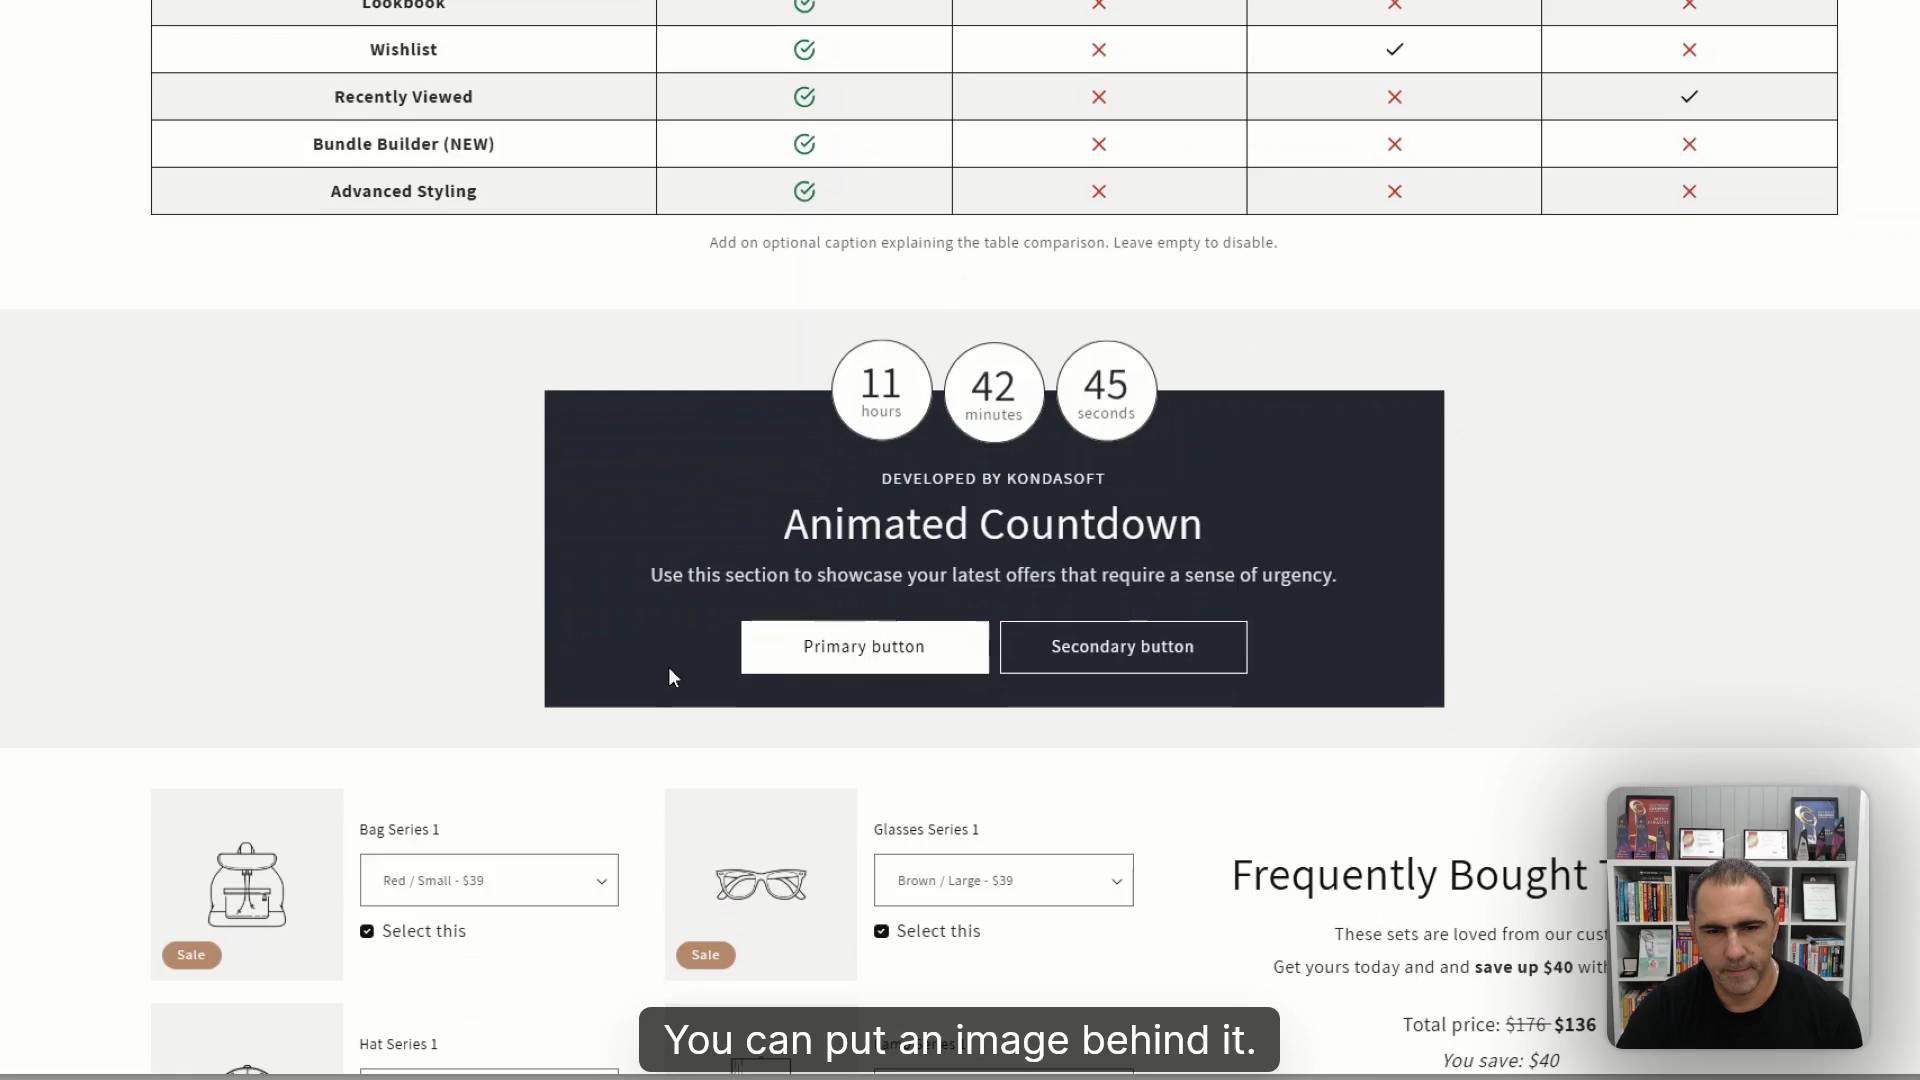 Lookbook
Wishlist
Recently Viewed
Bundle Builder (NEW)
Advanced Styling
Add on optional caption explaining the table comparison. Leave empty to disable.
11
hours
42
minutes
45
seconds
DEVELOPED BY KONDASOFT
Animated Countdown
Use this section to showcase your latest offers that require a sense of urgency.
Primary button
Secondary button
Bag Series 1
Red / Small - $39
Select this
Sale
Glasses Series 1
Brown / Large - $39
Select this
Sale
Frequently Bought
These sets are loved from our
Get yours today and and save up $40
Total price: $176 $136
You save: $40
Hat Series 1
You can put an image behind it.